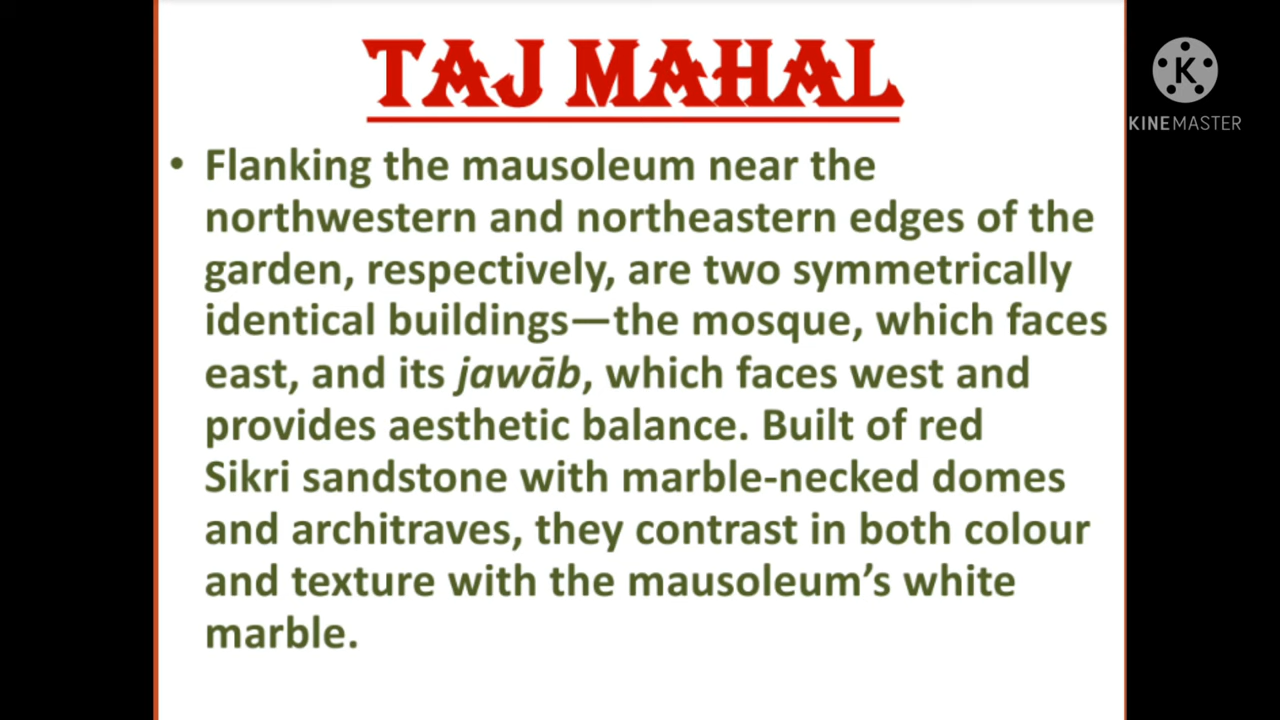 TAJ MAHAL
K
KINEMASTER
• Flanking the mausoleum near the
northwestern and northeastern edges of the
garden, respectively, are two symmetrically
identical buildings—the mosque, which faces
east, and its jawāb, which faces west and
provides aesthetic balance. Built of red
Sikri sandstone with marble-necked domes
and architraves, they contrast in both colour
and texture with the mausoleum’s white
marble.